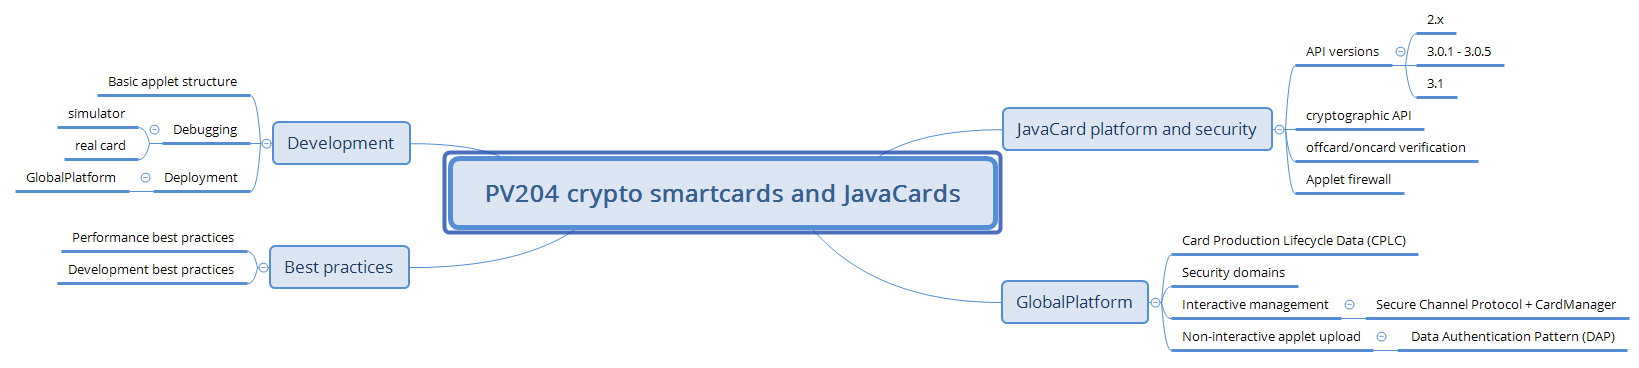 PV204 crypto smartcards and JavaCards
JavaCard platform and security
API versions
2.x
3.0.1 - 3.0.5
3.1
cryptographic API
offcard/oncard verification
Applet firewall
GlobalPlatform
Card Production Lifecycle Data (CPLC)
Security domains
Interactive management
Secure Channel Protocol + CardManager
Non-interactive applet upload
Data Authentication Pattern (DAP)
Development
Basic applet structure
Debugging
simulator
real card
Deployment
GlobalPlatform
Best practices
Performance best practices
Development best practices